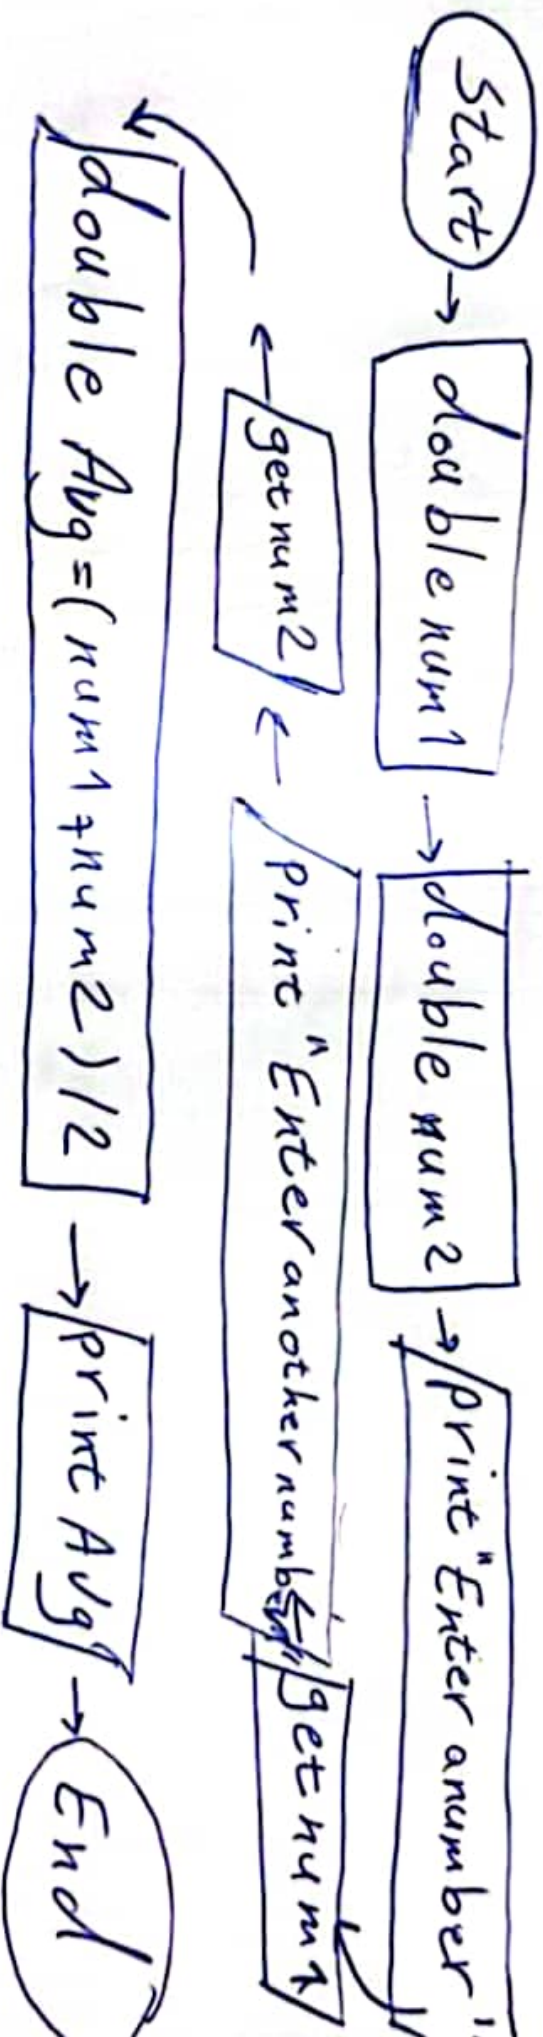 Start → double num1 → double num2 → print "Enter a number"
get num2 ← print "Enter another number" ← get num1
double Avg = (num1 + num2) / 2 → print Avg → End